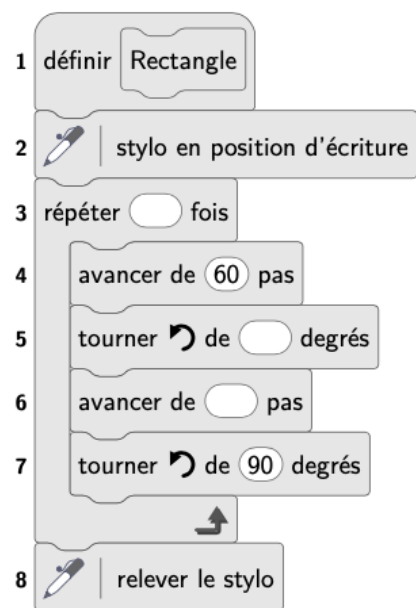 1 définir Rectangle
2 stylo en position d'écriture
3 répéter fois
4 avancer de 60 pas
5 tourner de degrés
6 avancer de pas
7 tourner de 90 degrés
8 relever le stylo